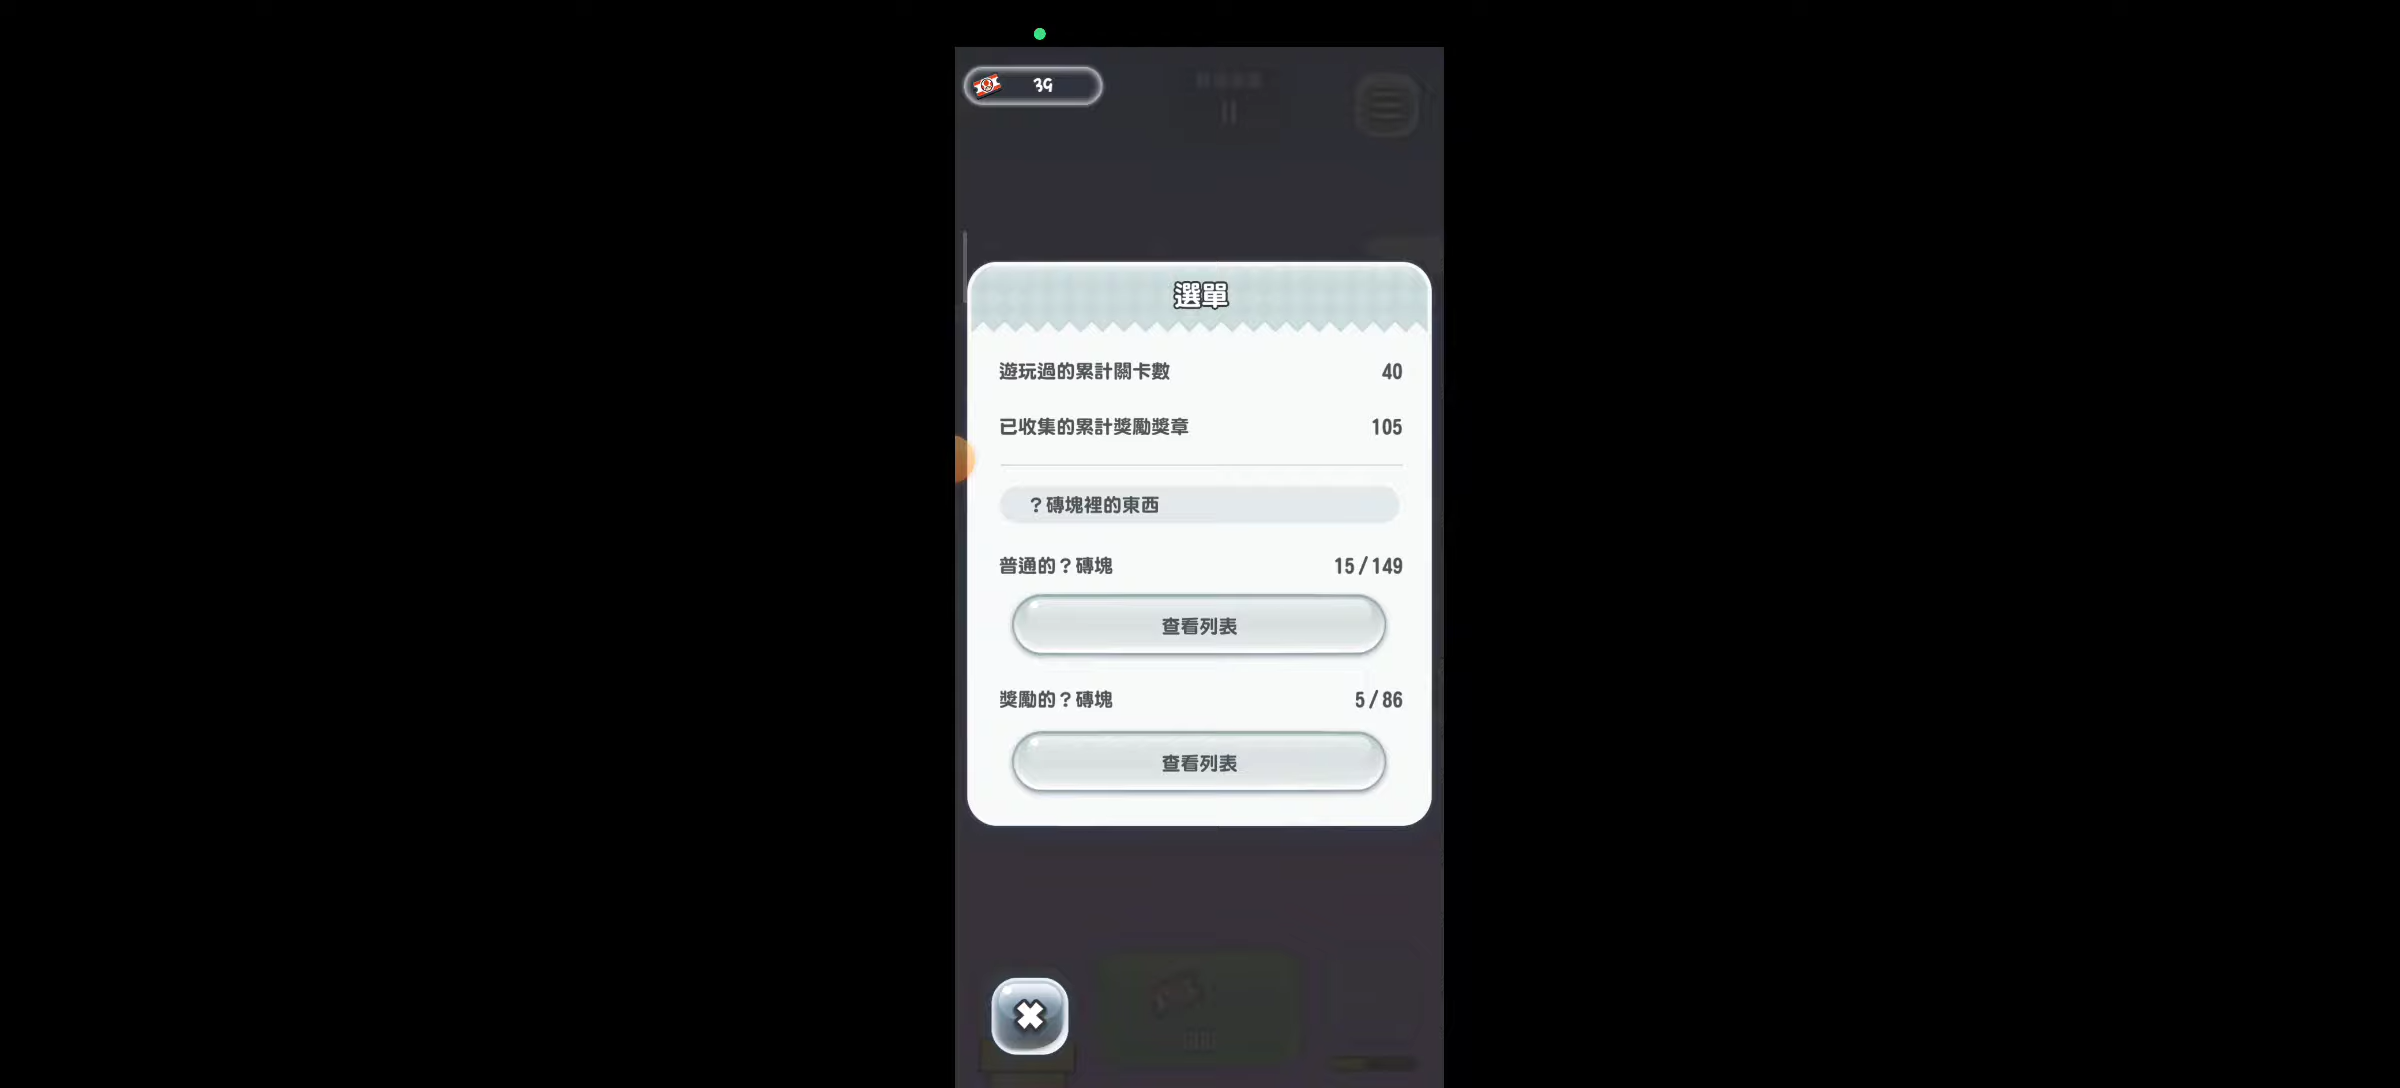 39
選單
遊玩過的累計關卡數 40
已收集的累計獎勵獎章 105
?磚塊裡的東西
普通的?磚塊 15/149
查看列表
獎勵的?磚塊 5/86
查看列表